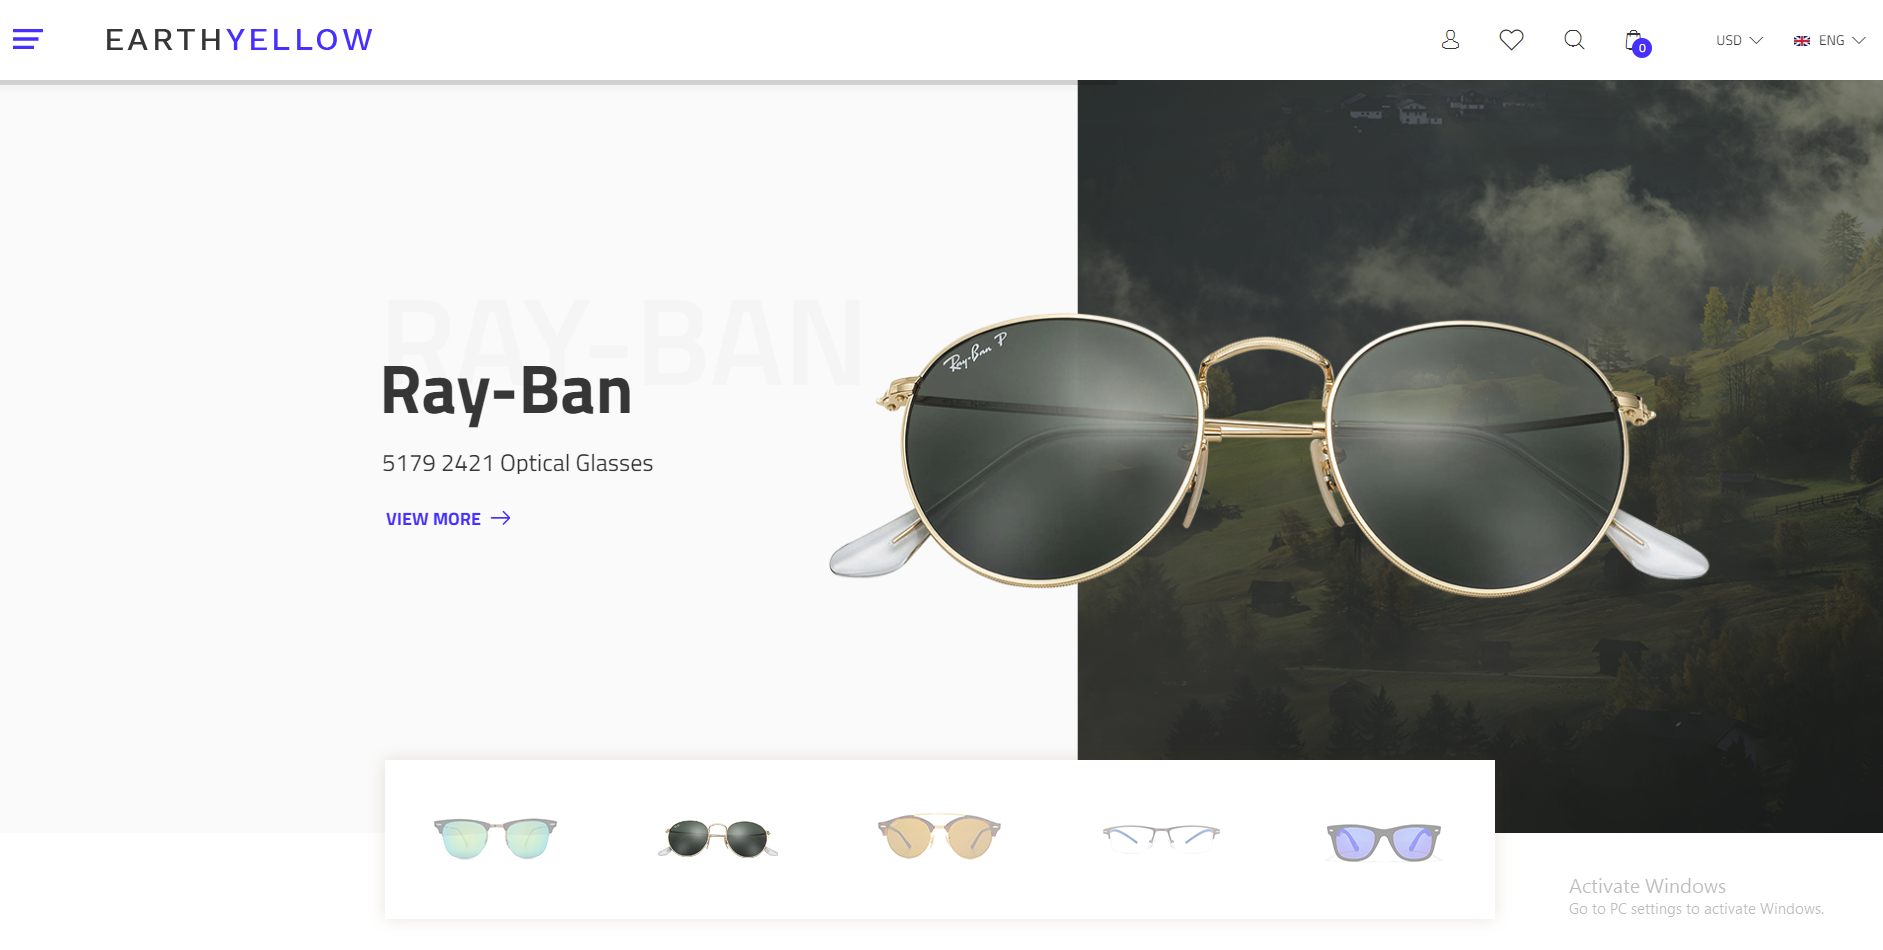 EARTHYELLOW
0
USD
ENG
RAY-BAN
Ray-Ban
5179 2421 Optical Glasses
VIEW MORE
Ray-Ban P
Activate Windows
Go to PC settings to activate Windows.